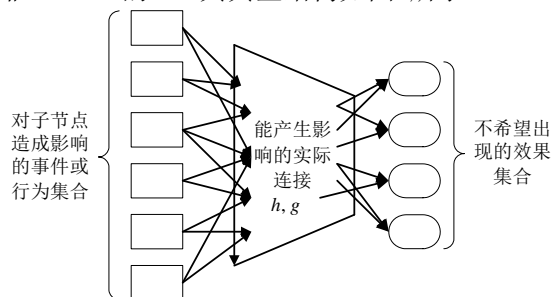 对子节点
造成影响
的事件或
行为集合
能产生影
响的实际
连接
h, g
不希望出
现的效果
集合